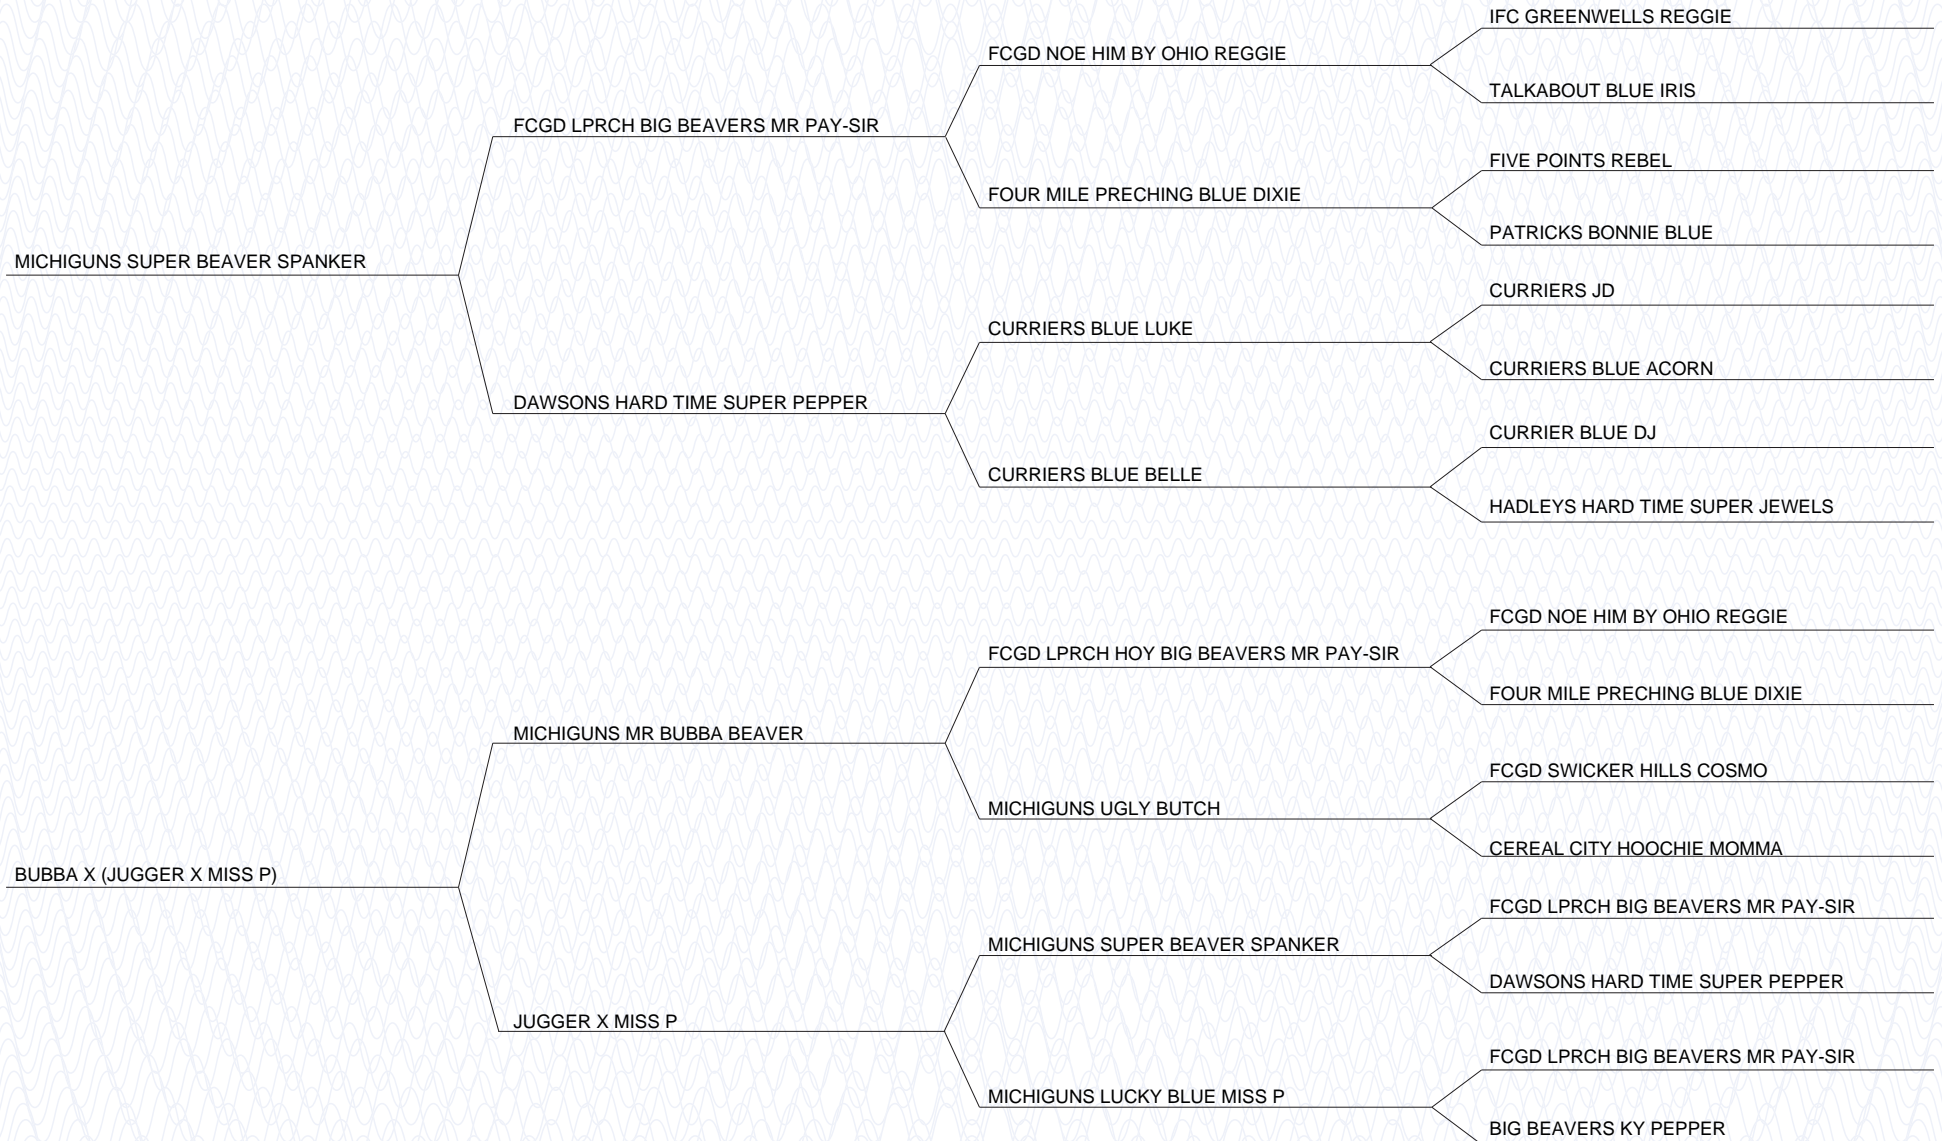 IFC GREENWELLS REGGIE
FCGD NOE HIM BY OHIO REGGIE
TALKABOUT BLUE IRIS
FCGD LPRCH BIG BEAVERS MR PAY-SIR
FIVE POINTS REBEL
FOUR MILE PRECHING BLUE DIXIE
PATRICKS BONNIE BLUE
MICHIGUNS SUPER BEAVER SPANKER
CURRIERS JD
CURRIERS BLUE LUKE
CURRIERS BLUE ACORN
DAWSONS HARD TIME SUPER PEPPER
CURRIER BLUE DJ
CURRIERS BLUE BELLE
HADLEYS HARD TIME SUPER JEWELS
FCGD NOE HIM BY OHIO REGGIE
FCGD LPRCH HOY BIG BEAVERS MR PAY-SIR
FOUR MILE PRECHING BLUE DIXIE
MICHIGUNS MR BUBBA BEAVER
FCGD SWICKER HILLS COSMO
MICHIGUNS UGLY BUTCH
CEREAL CITY HOOCHIE MOMMA
BUBBA X (JUGGER X MISS P)
FCGD LPRCH BIG BEAVERS MR PAY-SIR
MICHIGUNS SUPER BEAVER SPANKER
DAWSONS HARD TIME SUPER PEPPER
JUGGER X MISS P
FCGD LPRCH BIG BEAVERS MR PAY-SIR
MICHIGUNS LUCKY BLUE MISS P
BIG BEAVERS KY PEPPER